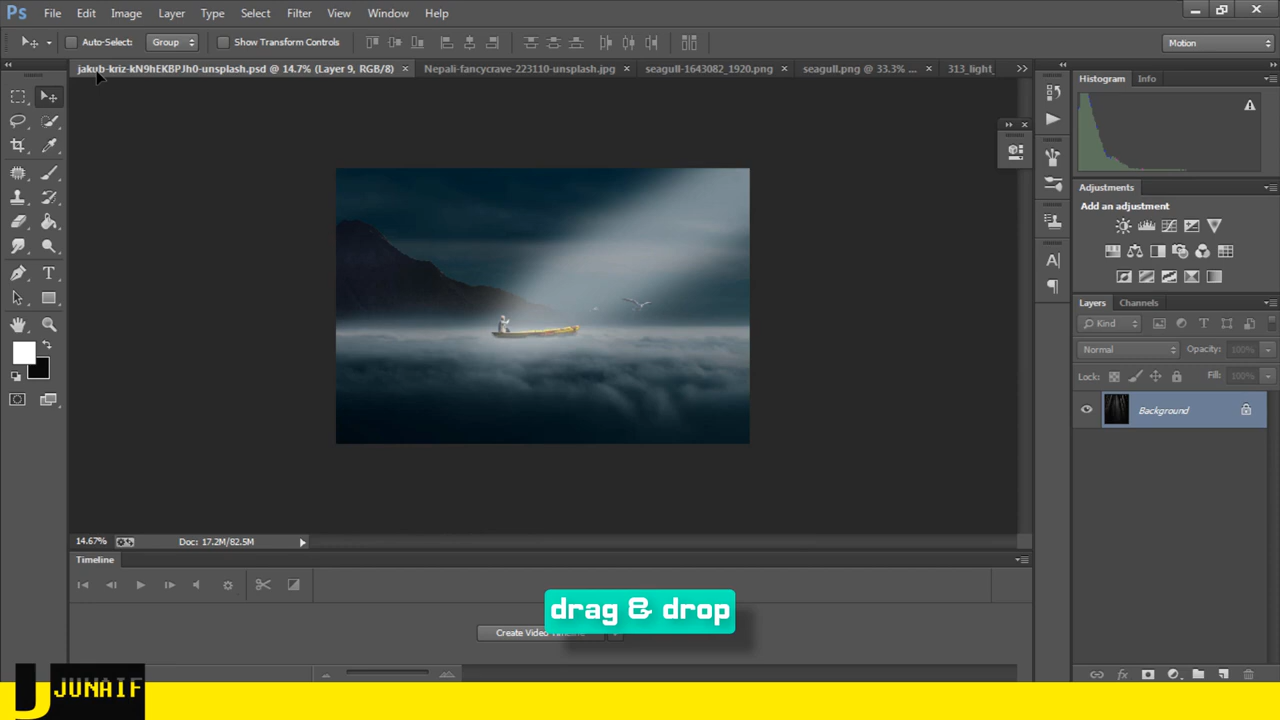 Ps File Edit Image Layer Type Select Filter View Window Help
Auto-Select: Group Show Transform Controls Motion
jakub-kriz-kN9hEKBPJh0-unsplash.psd @ 14.7% (Layer 9, RGB/8) × Nepali-fancycrave-223110-unsplash.jpg × seagull-1643082_1920.png × seagull.png @ 33.3% ... × 313_light
Histogram Info
Adjustments
Add an adjustment
Layers Channels
Kind
Normal Opacity: 100%
Lock: Fill: 100%
Background
14.67% Doc: 17.2M/82.5M
Timeline
drag & drop
Create Video Timeline
JUNAIF